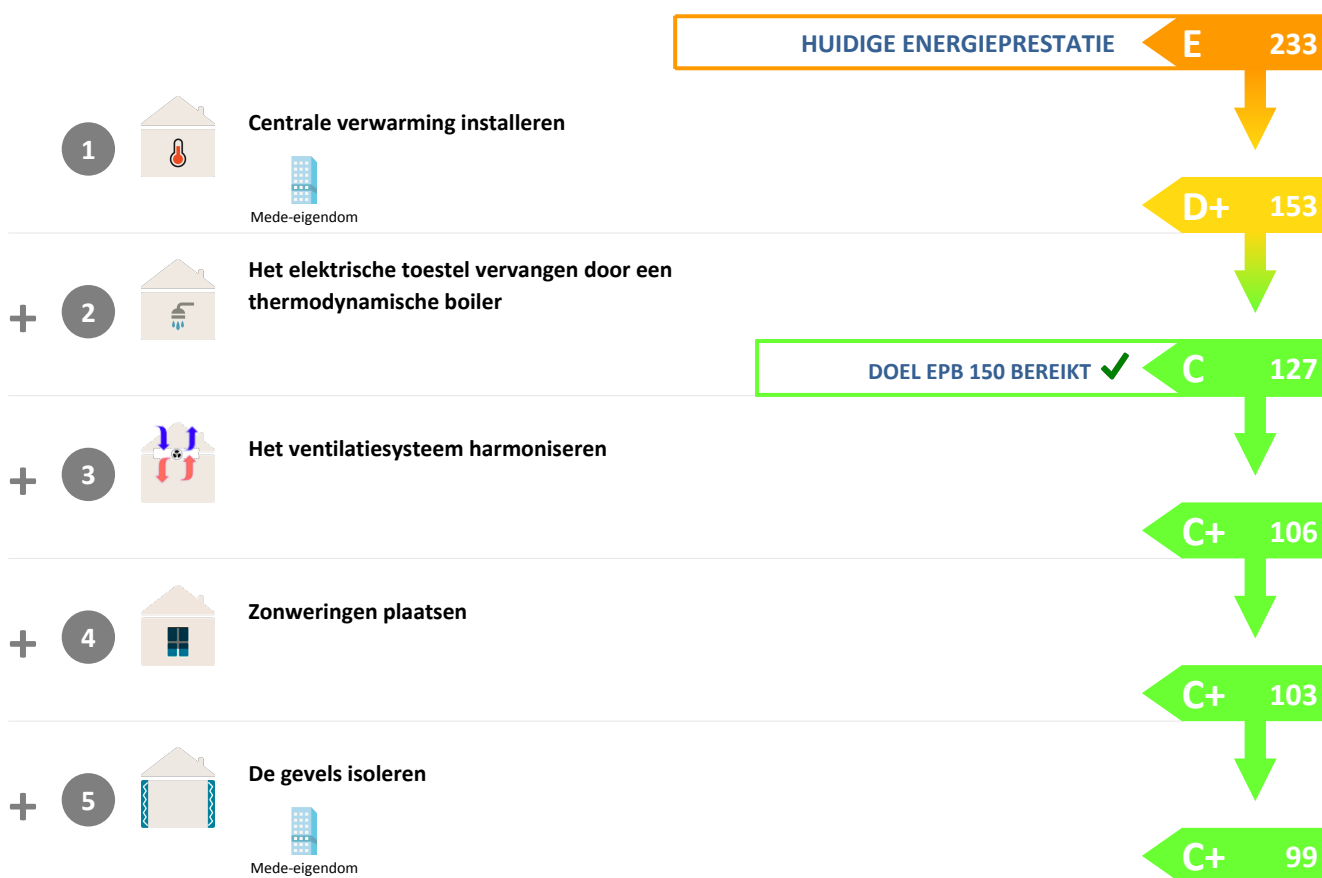 HUIDIGE ENERGIEPRESTATIE E 233
1 Centrale verwarming installeren
Mede-eigendom
D+ 153
+ 2 Het elektrische toestel vervangen door een
thermodynamische boiler
DOEL EPB 150 BEREIKT ✓ C 127
+ 3 Het ventilatiesysteem harmoniseren
C+ 106
+ 4 Zonweringen plaatsen
C+ 103
+ 5 De gevels isoleren
Mede-eigendom
C+ 99